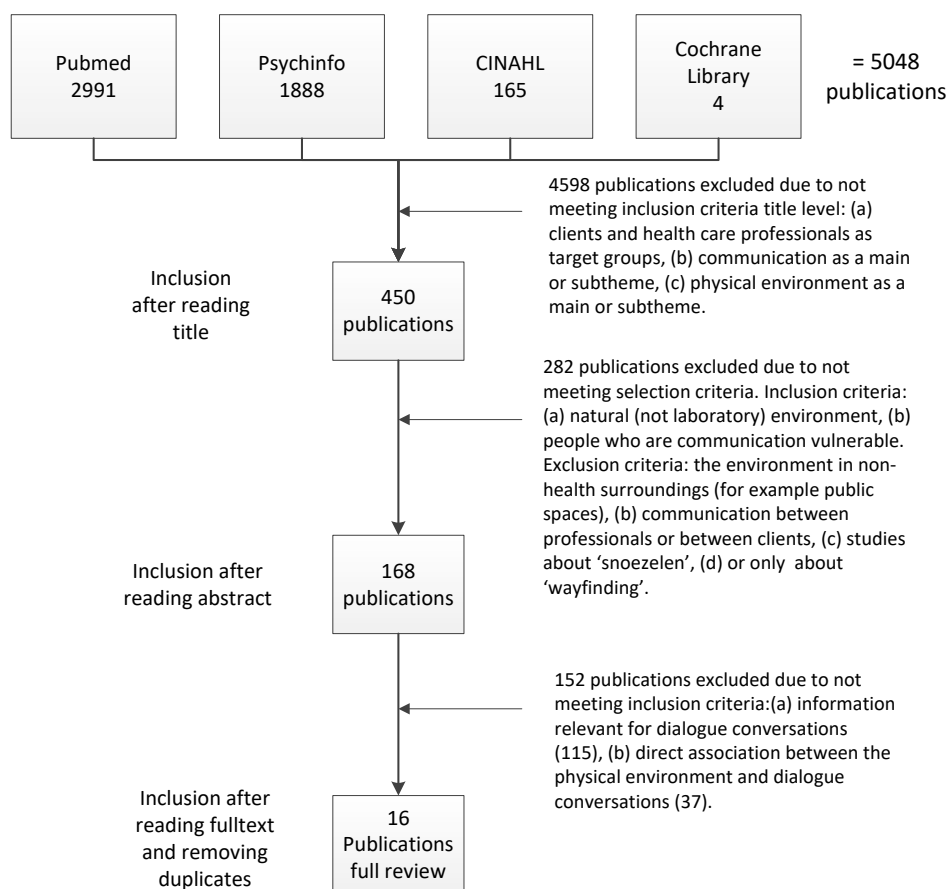 Pubmed
2991
Psychinfo
1888
CINAHL
165
Cochrane
Library
4
= 5048
publications
4598 publications excluded due to not
meeting inclusion criteria title level: (a)
clients and health care professionals as
target groups, (b) communication as a main
or subtheme, (c) physical environment as a
main or subtheme.
Inclusion
after reading
title
450
publications
282 publications excluded due to not
meeting selection criteria. Inclusion criteria:
(a) natural (not laboratory) environment, (b)
people who are communication vulnerable.
Exclusion criteria: the environment in non-
health surroundings (for example public
spaces), (b) communication between
professionals or between clients, (c) studies
about ‘snoezelen’, (d) or only about
‘wayfinding’.
Inclusion after
reading abstract
168
publications
152 publications excluded due to not
meeting inclusion criteria:(a) information
relevant for dialogue conversations
(115), (b) direct association between the
physical environment and dialogue
conversations (37).
Inclusion after
reading fulltext
and removing
duplicates
16
Publications
full review